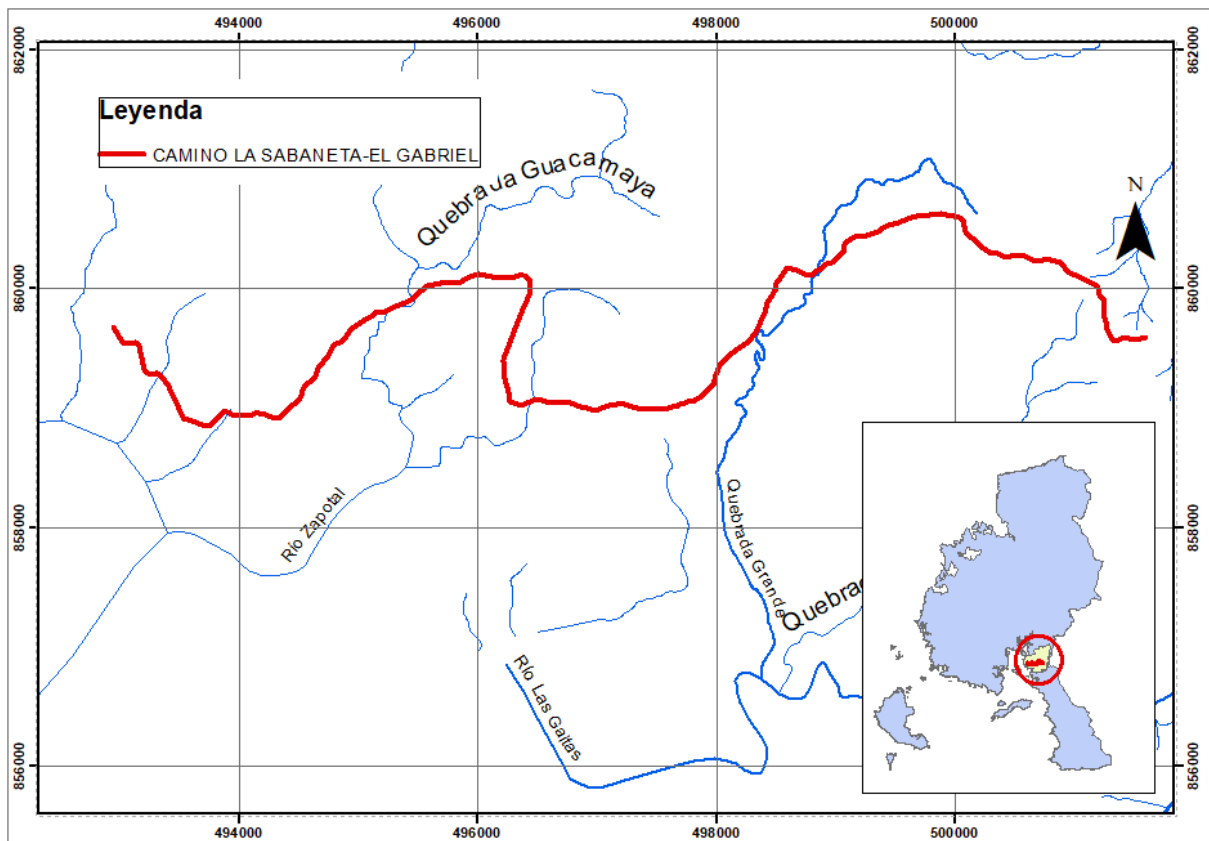 494000
496000
498000
500000
862000
862000
Leyenda
CAMINO LA SABANETA-EL GABRIEL
Quebrada Guacamaya
N
860000
860000
858000
858000
Río Zapotal
Quebrada Grande
Río Las Gaitas
856000
856000
494000
496000
498000
500000